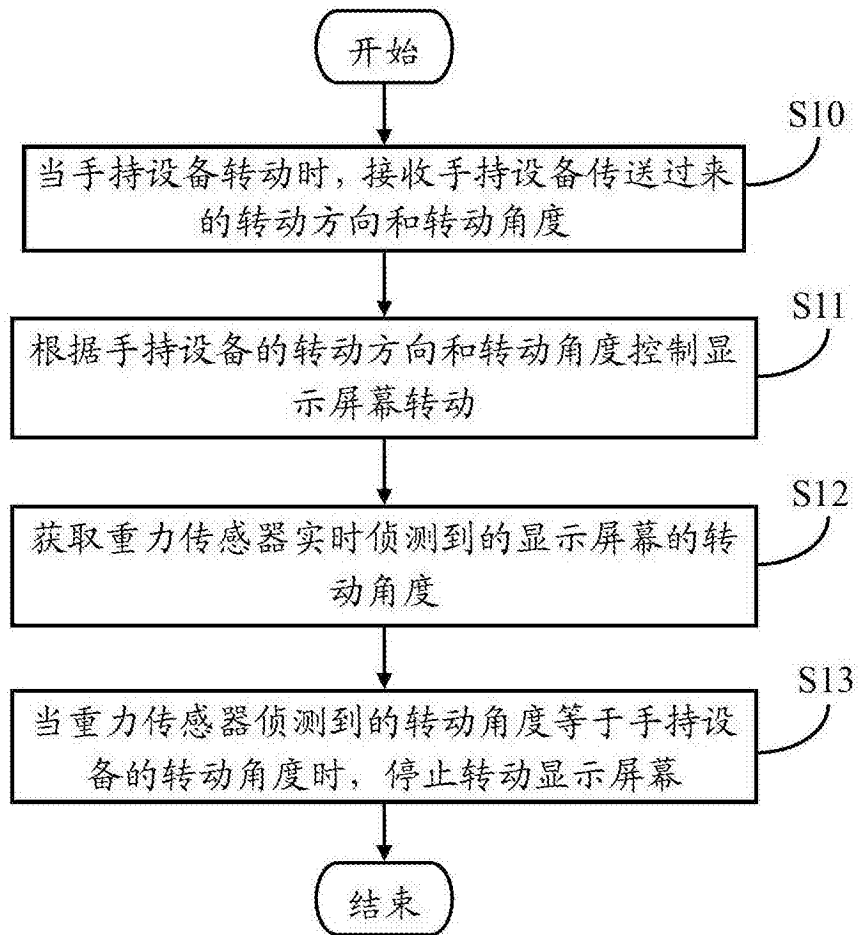 开始
S10
当手持设备转动时，接收手持设备传送过来
的转动方向和转动角度
S11
根据手持设备的转动方向和转动角度控制显
示屏幕转动
S12
获取重力传感器实时侦测到的显示屏幕的转
动角度
S13
当重力传感器侦测到的转动角度等于手持设
备的转动角度时，停止转动显示屏幕
结束